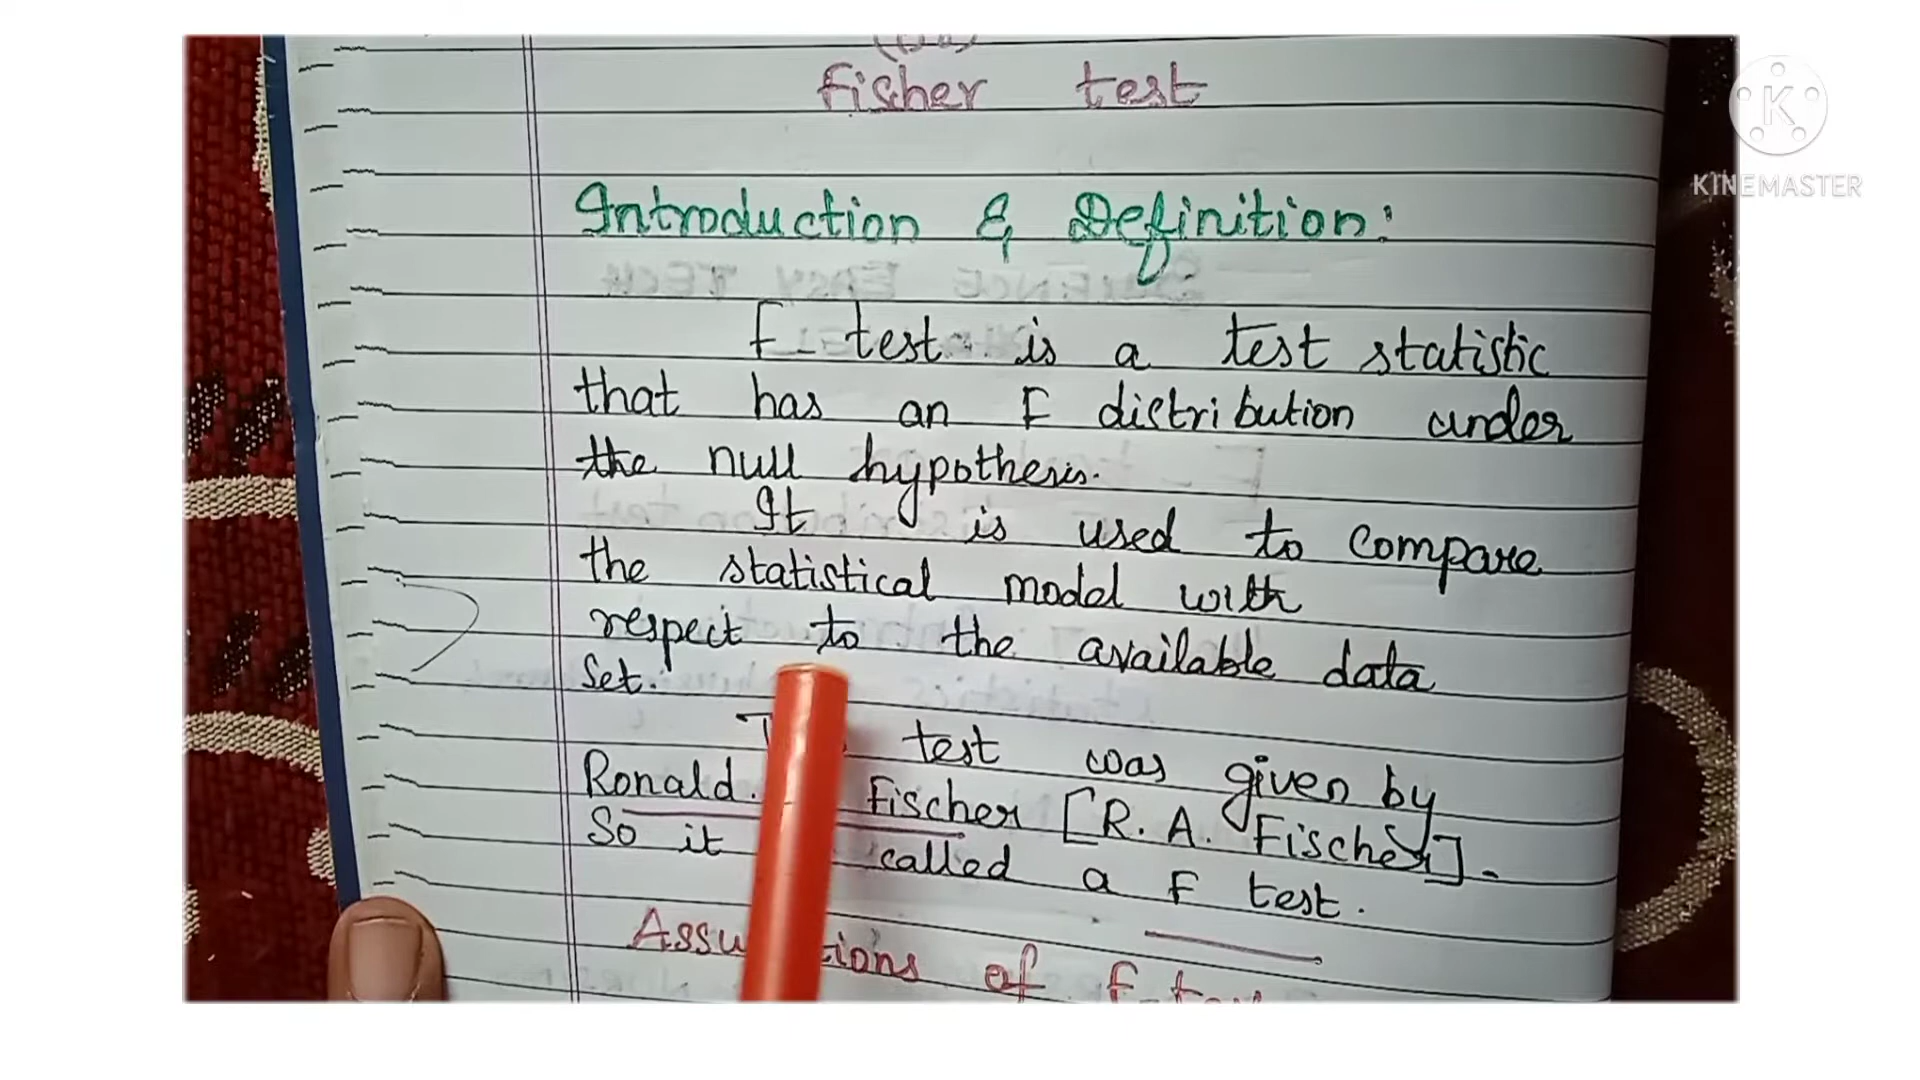 Fischer test
Introduction & Definition:
F- test is a test statistic
that has an F distribution under
the null hypothesis.
It is used to compare
the statistical model with
respect to the available data
Set.
test was given by
Ronald. Fischer [R. A. Fischer].
So it called a F test.
of F-
KINEMASTER